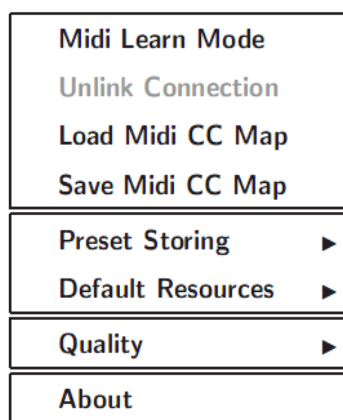 Midi Learn Mode
Unlink Connection
Load Midi CC Map
Save Midi CC Map
Preset Storing
Default Resources
Quality
About